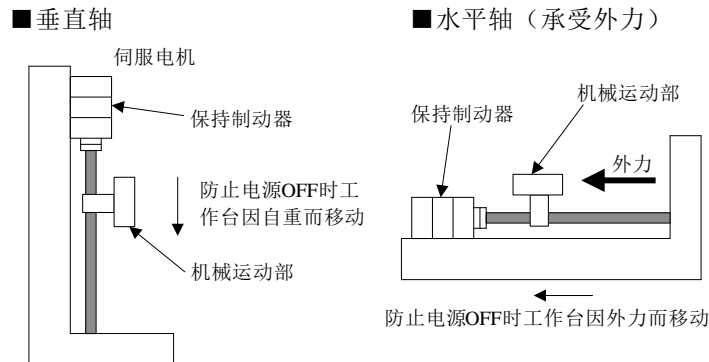 ■垂直轴
伺服电机
保持制动器
防止电源OFF时工
作台因自重而移动
机械运动部
■水平轴（承受外力）
机械运动部
保持制动器
外力
防止电源OFF时工作台因外力而移动